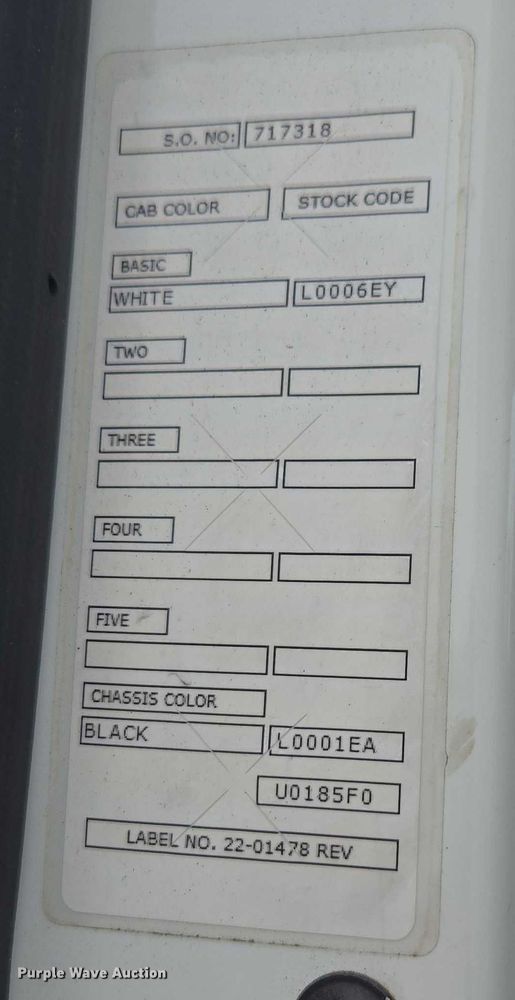 S.O. NO: 717318
CAB COLOR STOCK CODE
BASIC
WHITE L0006EY
TWO
THREE
FOUR
FIVE
CHASSIS COLOR
BLACK L0001EA
U0185F0
LABEL NO. 22-01478 REV
Purple Wave Auction